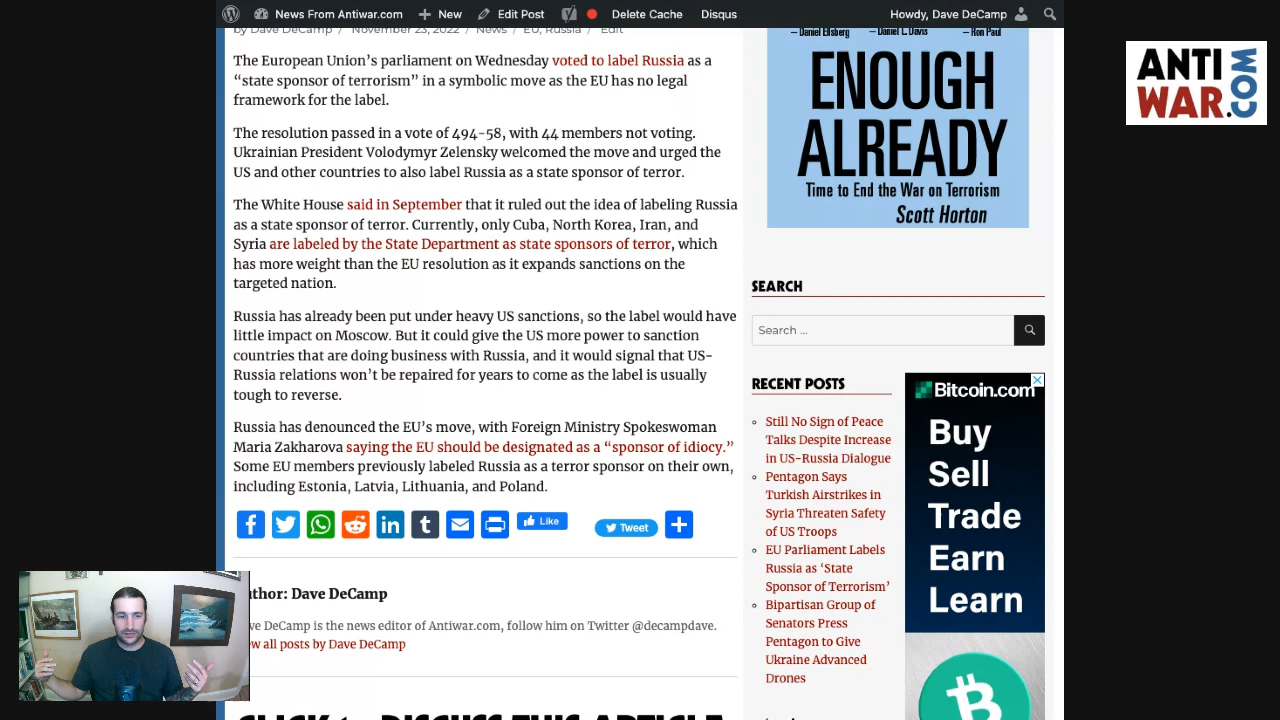 News From Antiwar.com New Edit Post Delete Cache Disqus Howdy, Dave DeCamp
by Dave DeCamp / November 23, 2022 / News / EU, Russia / Edit
The European Union’s parliament on Wednesday voted to label Russia as a
“state sponsor of terrorism” in a symbolic move as the EU has no legal
framework for the label.
The resolution passed in a vote of 494-58, with 44 members not voting.
Ukrainian President Volodymyr Zelensky welcomed the move and urged the
US and other countries to also label Russia as a state sponsor of terror.
The White House said in September that it ruled out the idea of labeling Russia
as a state sponsor of terror. Currently, only Cuba, North Korea, Iran, and
Syria are labeled by the State Department as state sponsors of terror, which
has more weight than the EU resolution as it expands sanctions on the
targeted nation.
Russia has already been put under heavy US sanctions, so the label would have
little impact on Moscow. But it could give the US more power to sanction
countries that are doing business with Russia, and it would signal that US-
Russia relations won’t be repaired for years to come as the label is usually
tough to reverse.
Russia has denounced the EU’s move, with Foreign Ministry Spokeswoman
Maria Zakharova saying the EU should be designated as a “sponsor of idiocy.”
Some EU members previously labeled Russia as a terror sponsor on their own,
including Estonia, Latvia, Lithuania, and Poland.
Like Tweet
uthor: Dave DeCamp
ve DeCamp is the news editor of Antiwar.com, follow him on Twitter @decampdave.
w all posts by Dave DeCamp
CLICK DISCUSS THIS ARTICLE
— Daniel Ellsberg — Daniel L. Davis — Ron Paul
ENOUGH
ALREADY
Time to End the War on Terrorism
Scott Horton
SEARCH
Search ...
RECENT POSTS
Still No Sign of Peace
Talks Despite Increase
in US-Russia Dialogue
Pentagon Says
Turkish Airstrikes in
Syria Threaten Safety
of US Troops
EU Parliament Labels
Russia as ‘State
Sponsor of Terrorism’
Bipartisan Group of
Senators Press
Pentagon to Give
Ukraine Advanced
Drones
Bitcoin.com
Buy
Sell
Trade
Earn
Learn
ANTI
WAR.COM